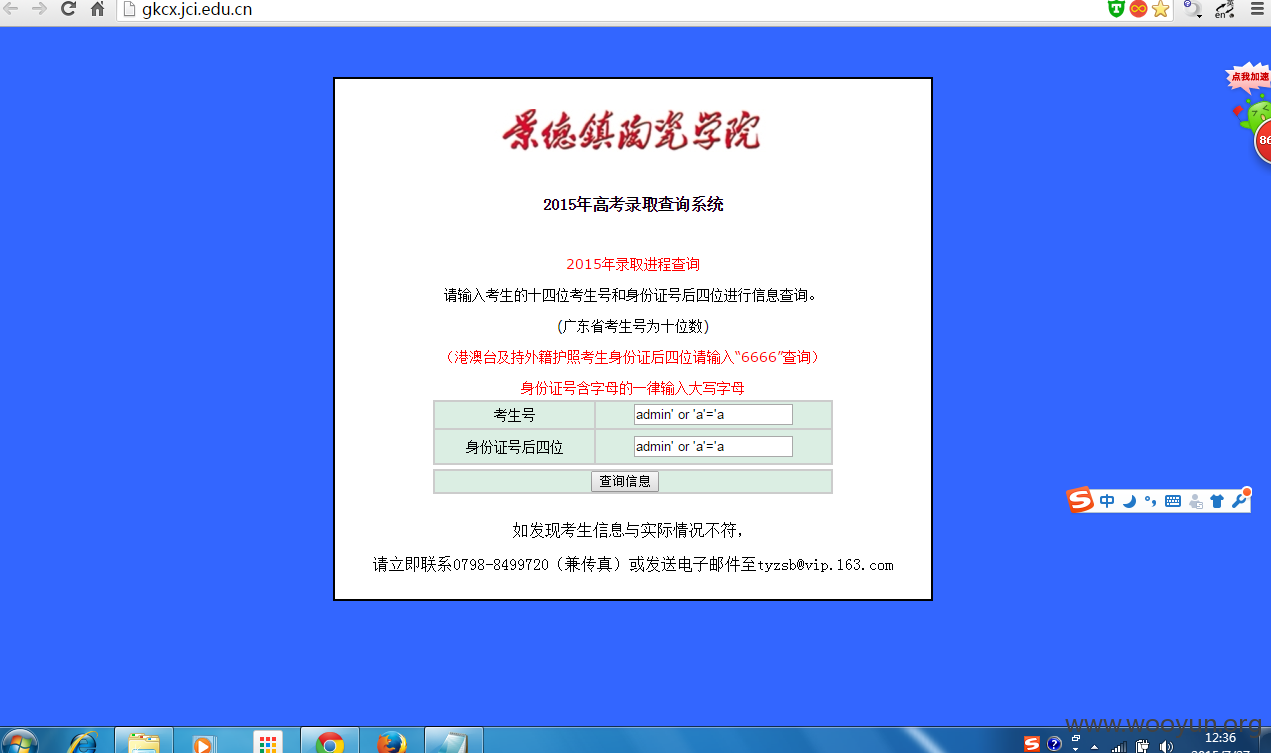 gkcx.jci.edu.cn
点我加速
86
景德鎮陶瓷学院
2015年高考录取查询系统
2015年录取进程查询
请输入考生的十四位考生号和身份证号后四位进行信息查询。
(广东省考生号为十位数)
（港澳台及持外籍护照考生身份证后四位请输入“6666”查询）
身份证号含字母的一律输入大写字母
考生号 admin' or 'a'='a
身份证号后四位 admin' or 'a'='a
查询信息
中
如发现考生信息与实际情况不符，
请立即联系0798-8499720（兼传真）或发送电子邮件至tyzsb@vip.163.com
www.wooyun.org
12:36